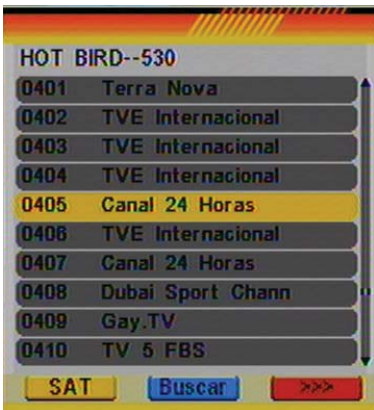 HOT BIRD--530
0401 Terra Nova
0402 TVE Internacional
0403 TVE Internacional
0404 TVE Internacional
0405 Canal 24 Horas
0406 TVE Internacional
0407 Canal 24 Horas
0408 Dubai Sport Chann
0409 Gay.TV
0410 TV 5 FBS
SAT Buscar >>>